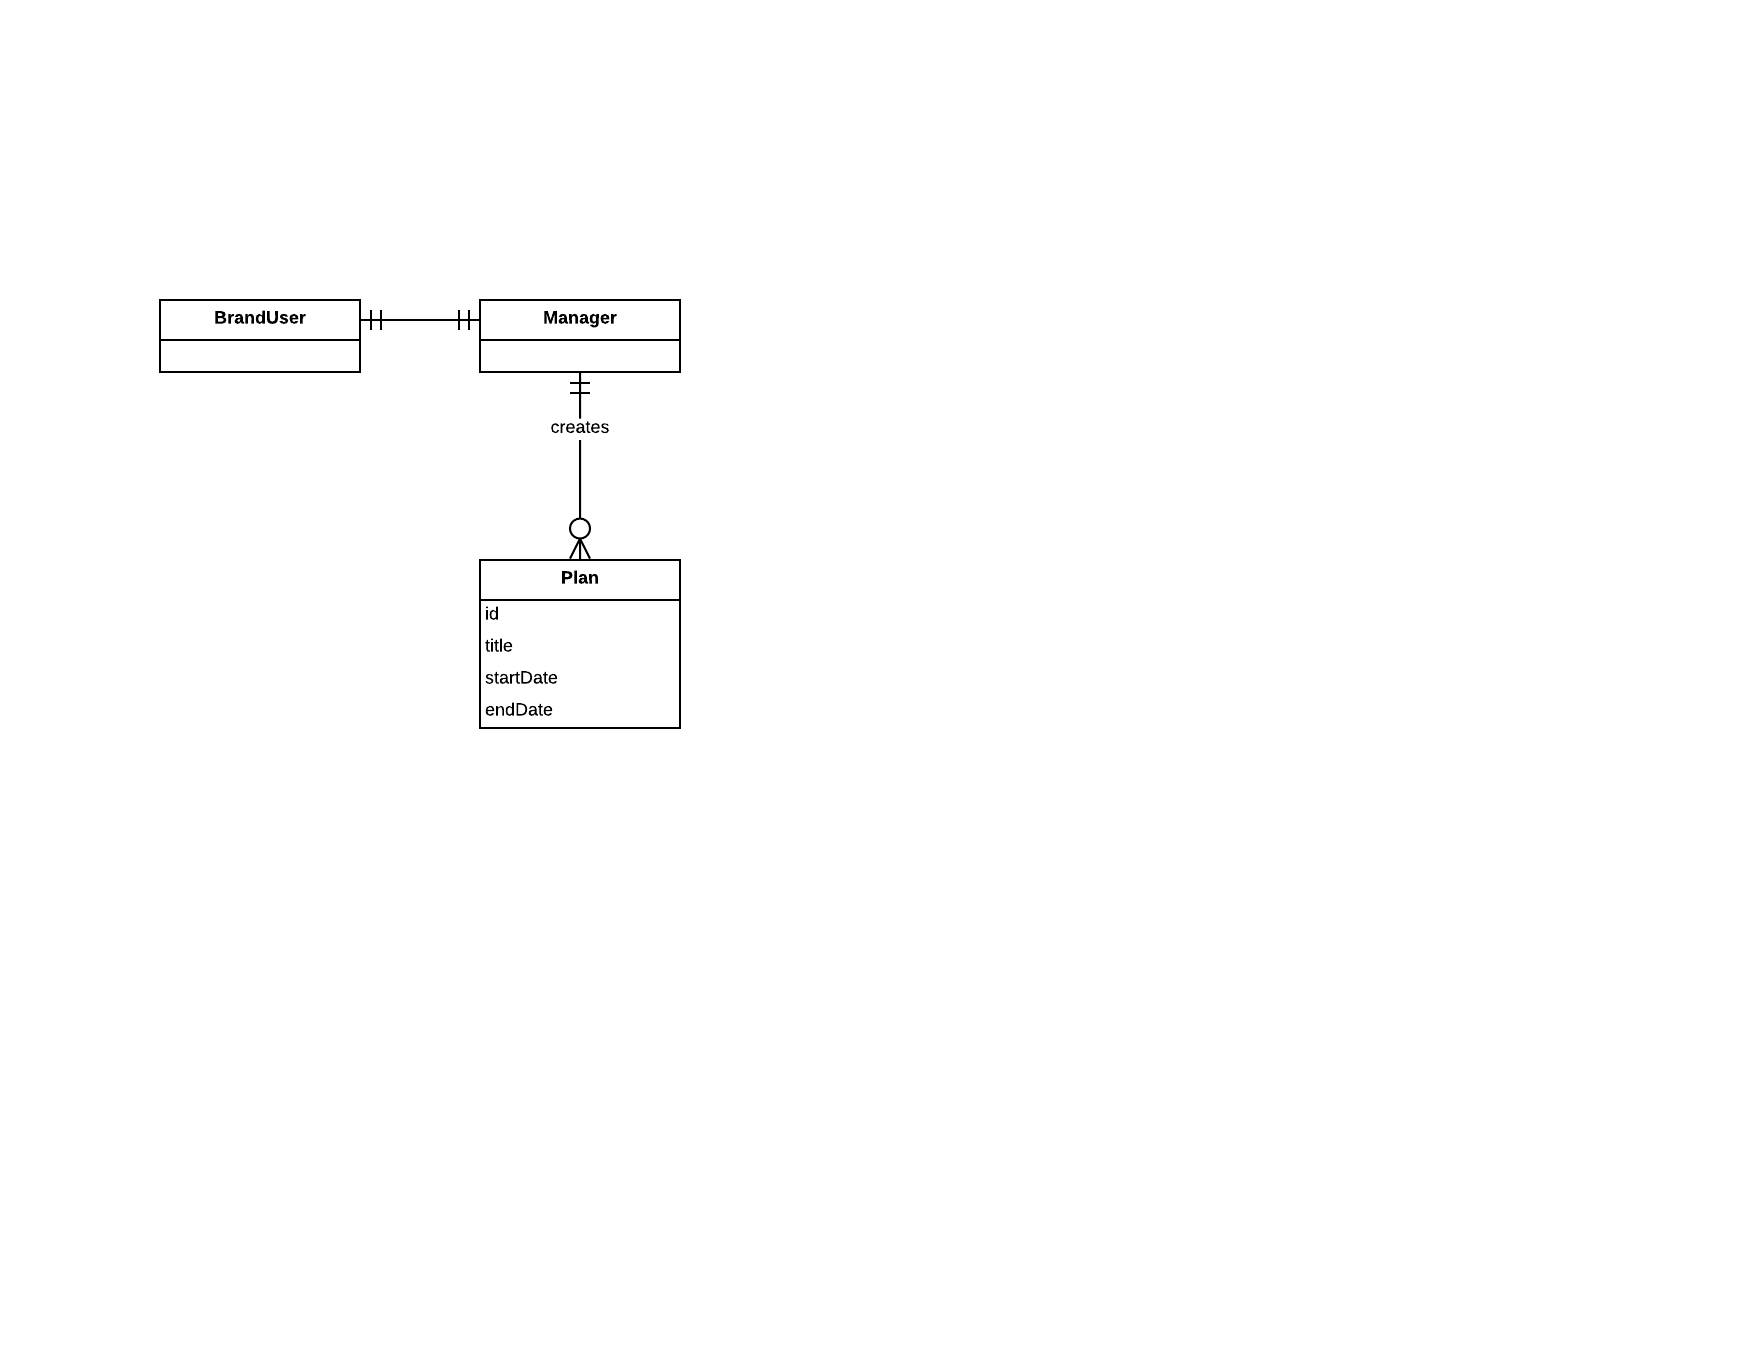 BrandUser
Manager
creates
Plan
id
title
startDate
endDate